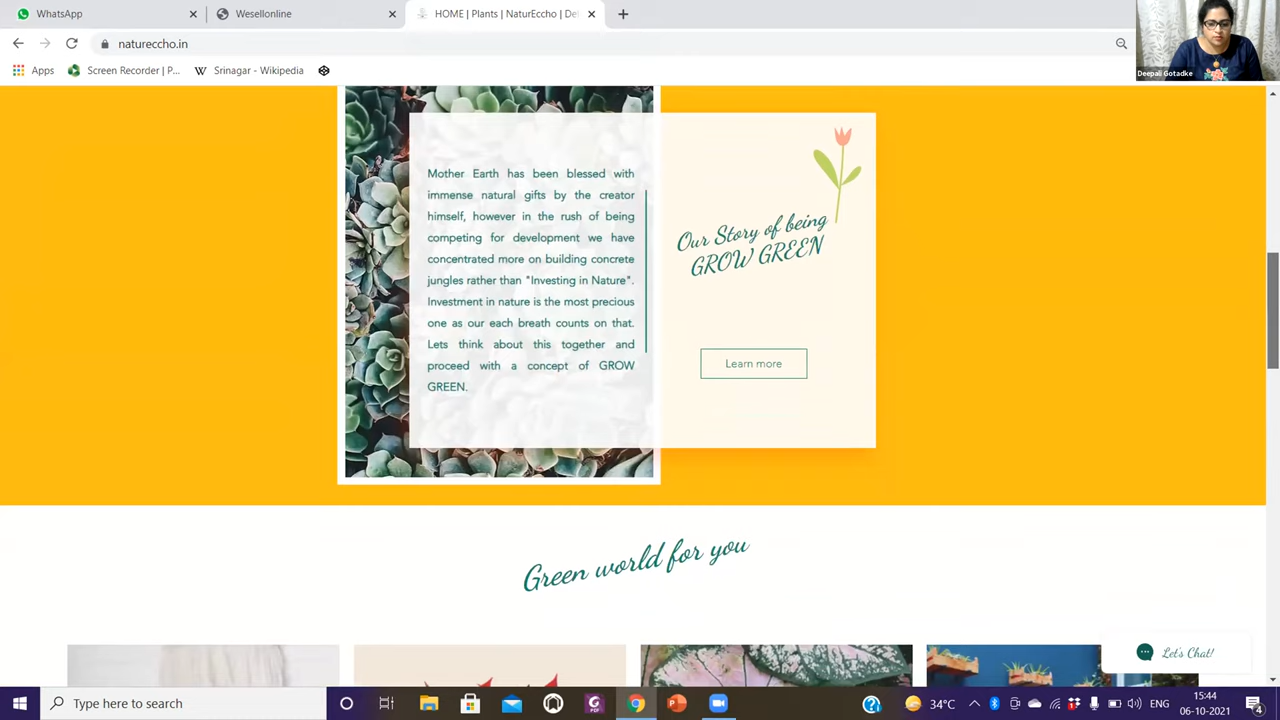 WhatsApp
Wesellonline
HOME | Plants | NaturEccho | De
natureccho.in
Apps
Screen Recorder | P...
Srinagar - Wikipedia
Deepali Gotadke
Mother Earth has been blessed with
immense natural gifts by the creator
himself, however in the rush of being
competing for development we have
concentrated more on building concrete
jungles rather than "Investing in Nature".
Investment in nature is the most precious
one as our each breath counts on that.
Lets think about this together and
proceed with a concept of GROW
GREEN.
Our Story of being
GROW GREEN
Learn more
Green world for you
Let's Chat!
Type here to search
34°C
ENG
15:44
06-10-2021
4